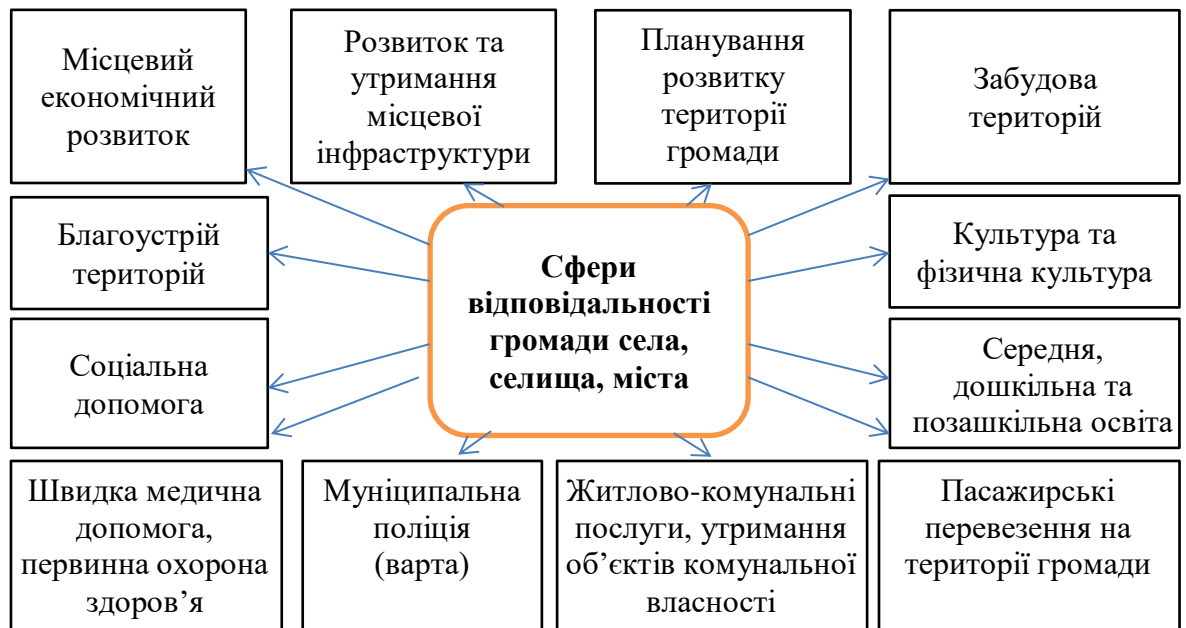 Місцевий
економічний
розвиток
Розвиток та
утримання
місцевої
інфраструктури
Планування
розвитку
території
громади
Забудова
територій
Благоустрій
територій
Сфери
відповідальності
громади села,
селища, міста
Культура та
фізична культура
Соціальна
допомога
Середня,
дошкільна та
позашкільна освіта
Швидка медична
допомога,
первинна охорона
здоров’я
Муніципальна
поліція
(варта)
Житлово-комунальні
послуги, утримання
об’єктів комунальної
власності
Пасажирські
перевезення на
території громади